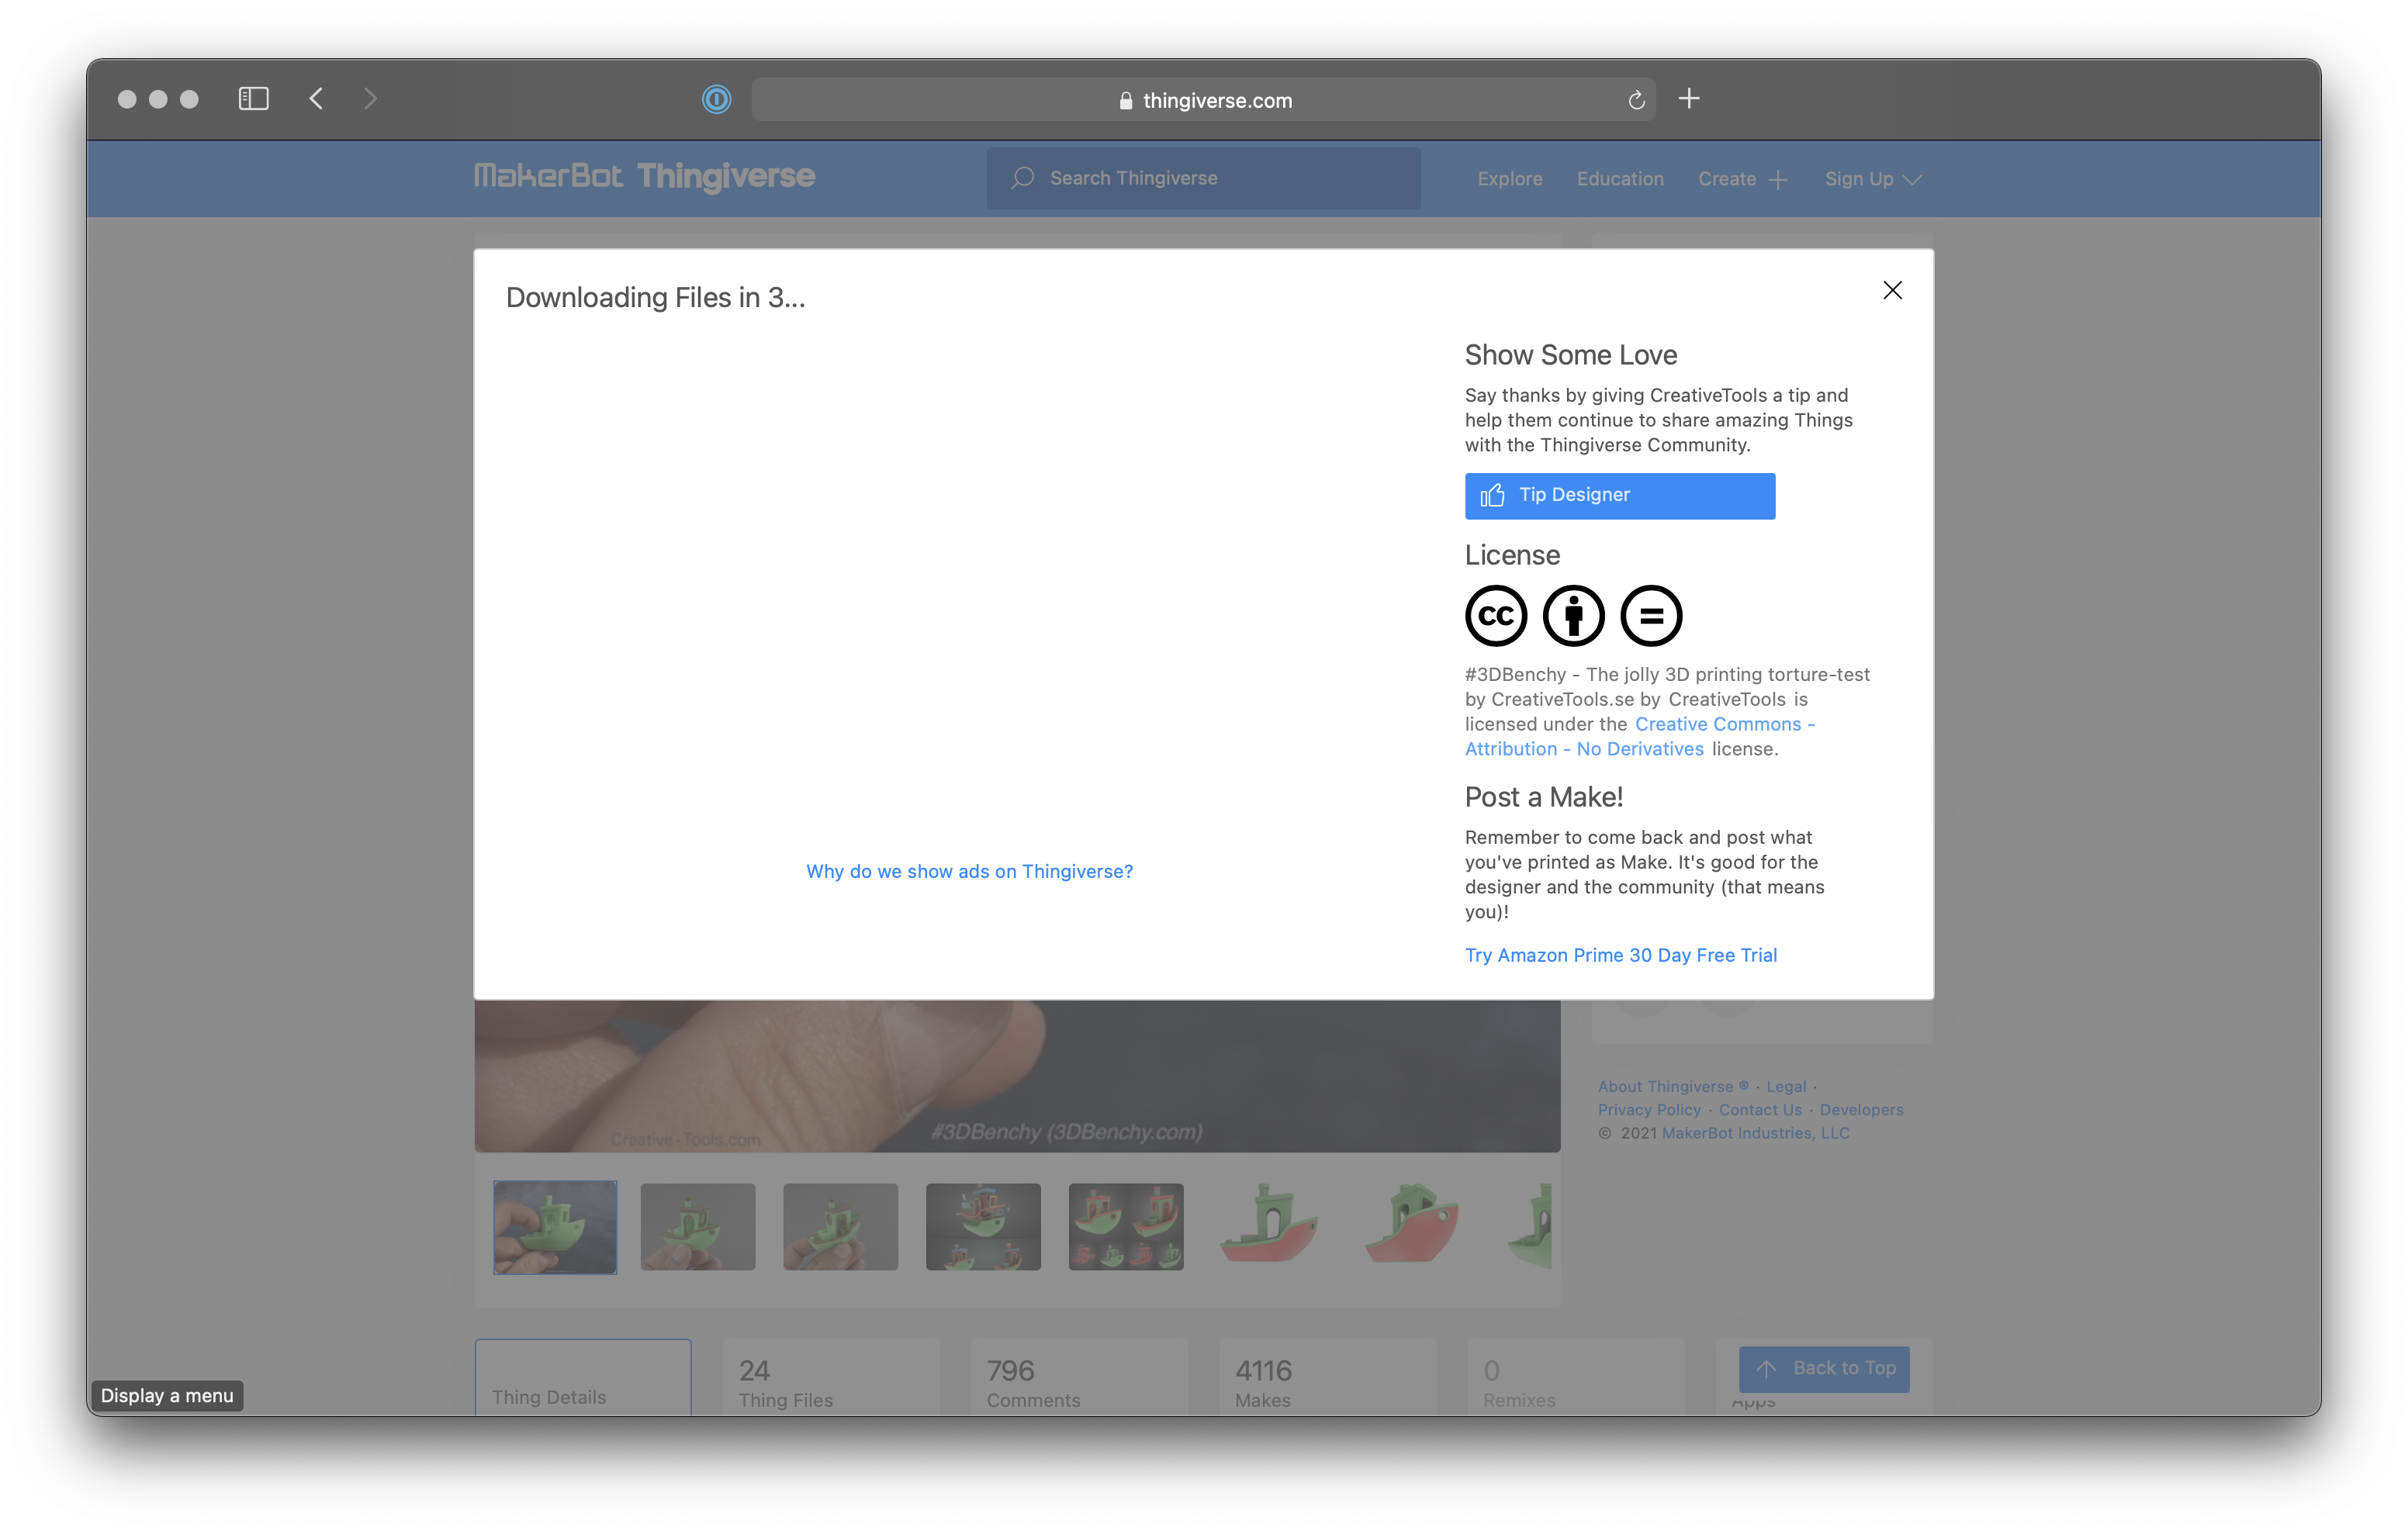 thingiverse.com
MakerBot Thingiverse
Search Thingiverse
Explore
Education
Create
Sign Up
Downloading Files in 3...
Show Some Love
Say thanks by giving CreativeTools a tip and
help them continue to share amazing Things
with the Thingiverse Community.
Tip Designer
License
cc
#3DBenchy - The jolly 3D printing torture-test
by CreativeTools.se by CreativeTools is
licensed under the Creative Commons -
Attribution - No Derivatives license.
Post a Make!
Remember to come back and post what
you've printed as Make. It's good for the
designer and the community (that means
you)!
Try Amazon Prime 30 Day Free Trial
Why do we show ads on Thingiverse?
Creative-Tools.com
#3DBenchy (3DBenchy.com)
About Thingiverse ® · Legal ·
Privacy Policy · Contact Us · Developers
© 2021 MakerBot Industries, LLC
Thing Details
24
Thing Files
796
Comments
4116
Makes
0
Remixes
Back to Top
Apps
Display a menu